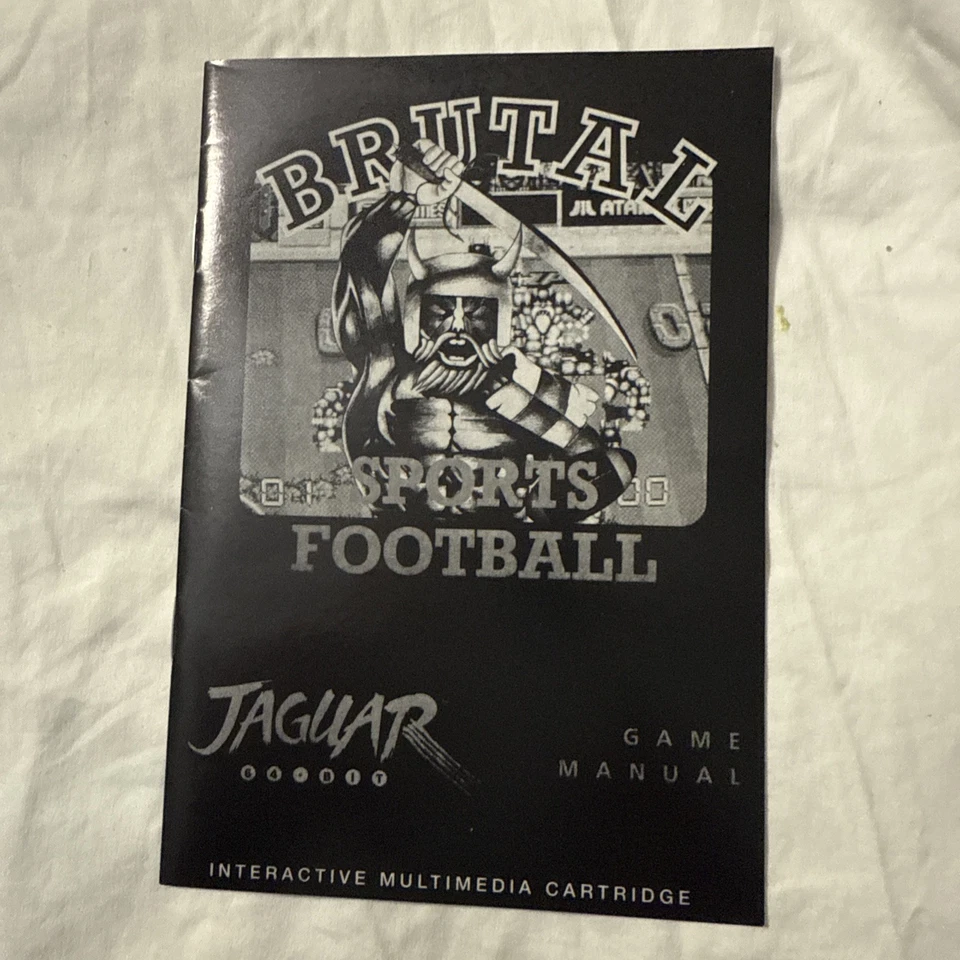 BRUTAL
ATARI
SPORTS
FOOTBALL
JAGUAR
64-BIT
GAME
MANUAL
INTERACTIVE MULTIMEDIA CARTRIDGE